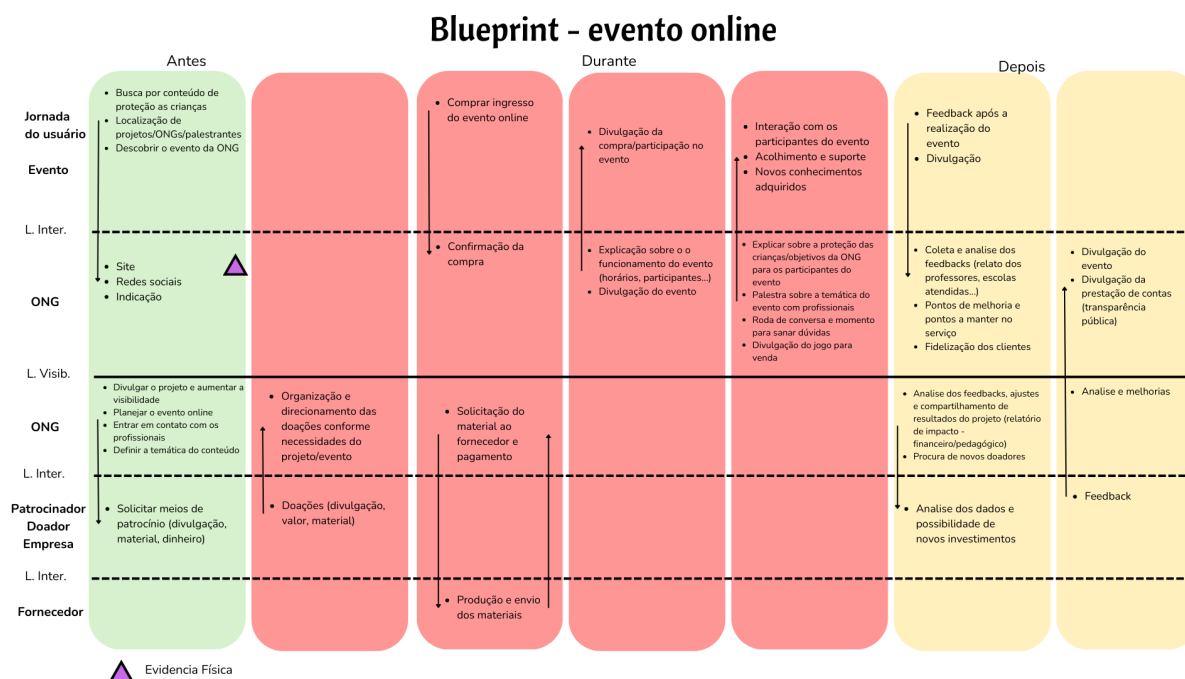 Blueprint - evento online
Antes
Durante
Depois
Jornada
do usuário
Evento
L. Inter.
ONG
L. Visib.
ONG
L. Inter.
Patrocinador
Doador
Empresa
L. Inter.
Fornecedor
Busca por conteúdo de
proteção as crianças
Localização de
projetos/ONGs/palestrantes
Descobrir o evento da ONG
Site
Redes sociais
Indicação
Divulgar o projeto e aumentar a
visibilidade
Planejar o evento online
Entrar em contato com os
profissionais
Definir a temática do conteúdo
Solicitar meios de
patrocínio (divulgação,
material, dinheiro)
Organização e
direcionamento das
doações conforme
necessidades do
projeto/evento
Doações (divulgação,
valor, material)
Comprar ingresso
do evento online
Confirmação da
compra
Solicitação do
material ao
fornecedor e
pagamento
Produção e envio
dos materiais
Divulgação da
compra/participação no
evento
Explicação sobre o o
funcionamento do evento
(horários, participantes...)
Divulgação do evento
Interação com os
participantes do evento
Acolhimento e suporte
Novos conhecimentos
adquiridos
Explicar sobre a proteção das
crianças/objetivos da ONG
para os participantes do
evento
Palestra sobre a temática do
evento com profissionais
Roda de conversa e momento
para sanar dúvidas
Divulgação do jogo para
venda
Feedback após a
realização do
evento
Divulgação
Coleta e analise dos
feedbacks (relato dos
professores, escolas
atendidas...)
Pontos de melhoria e
pontos a manter no
serviço
Fidelização dos clientes
Analise dos feedbacks, ajustes
e compartilhamento de
resultados do projeto (relatório
de impacto -
financeiro/pedagógico)
Procura de novos doadores
Analise dos dados e
possibilidade de
novos investimentos
Divulgação do
evento
Divulgação da
prestação de contas
(transparência
pública)
Analise e melhorias
Feedback
Evidencia Física